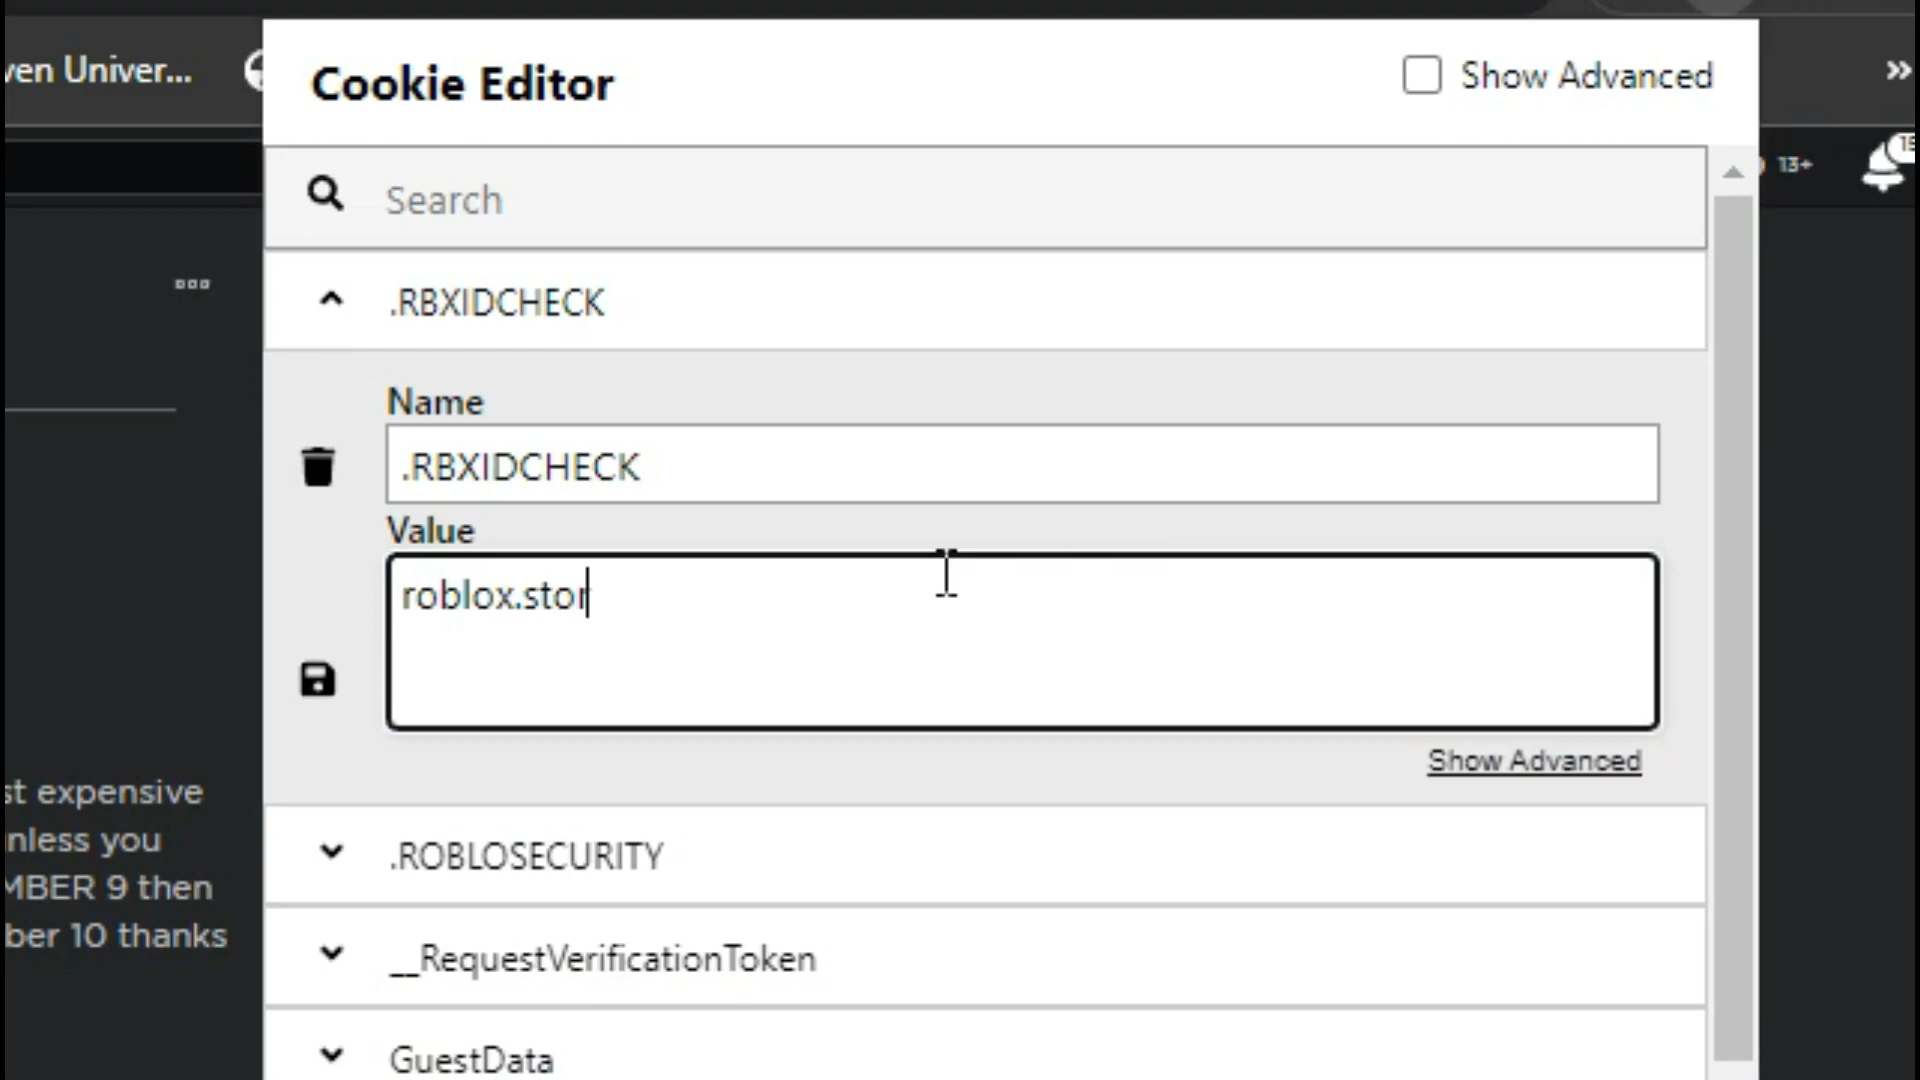 ven Univer...
Cookie Editor
Show Advanced
»
Search
13+
.RBXIDCHECK
Name
.RBXIDCHECK
Value
roblox.stor
Show Advanced
st expensive
nless you
MBER 9 then
ber 10 thanks
.ROBLOSECURITY
__RequestVerificationToken
GuestData